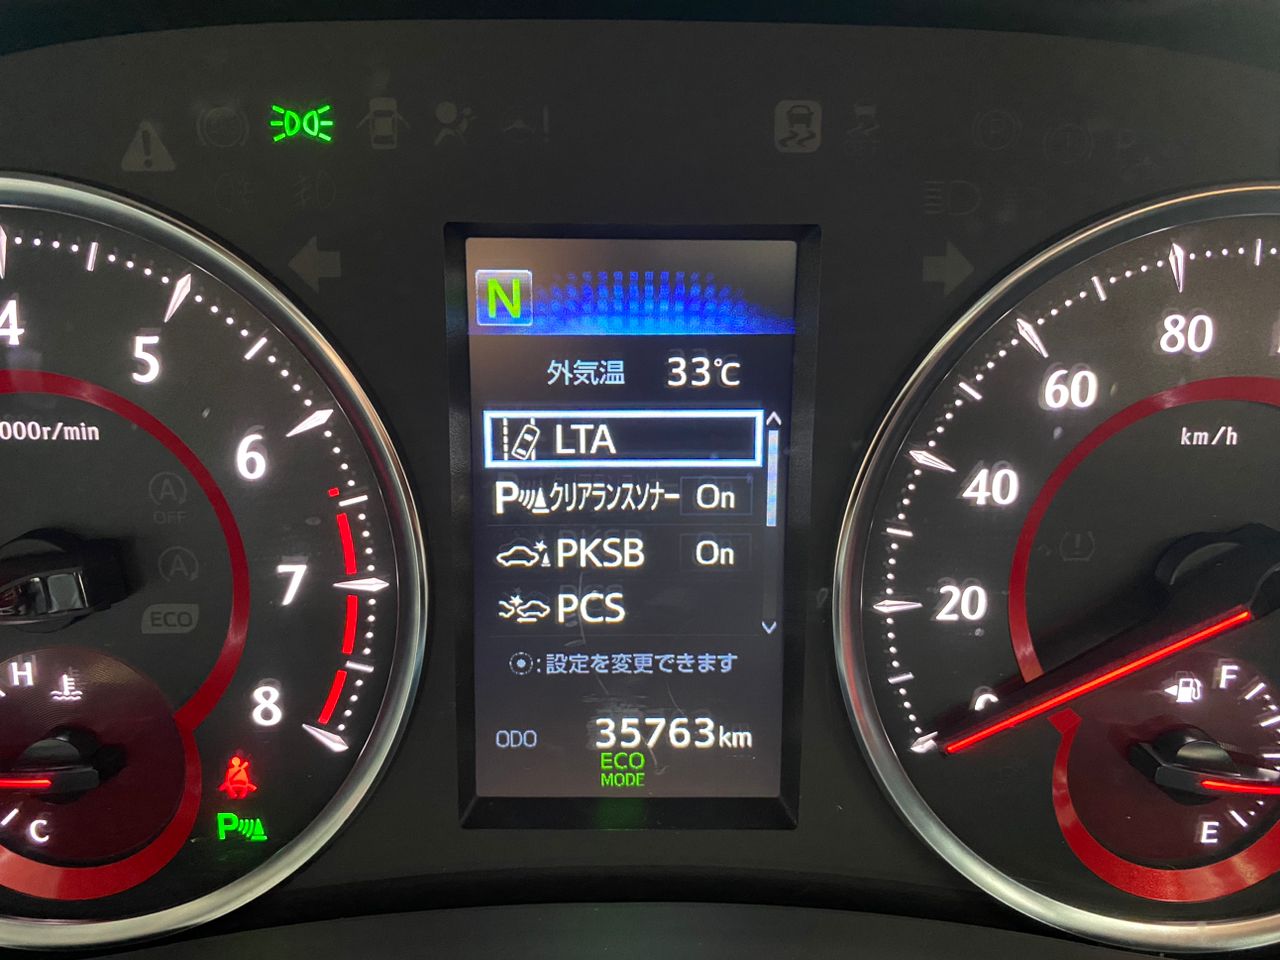 N
外気温 33℃
LTA
P クリアランスソナー On
PKSB On
PCS
:設定を変更できます
ODO 35763km
ECO
MODE
4
5
6
7
8
000r/min
A
OFF
A
ECO
H
C
P
80
60
40
20
km/h
F
E